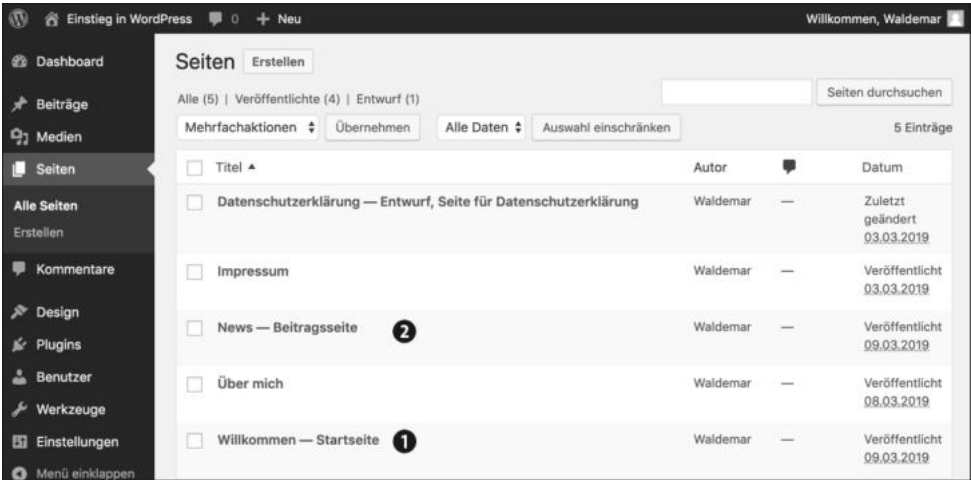 Einstieg in WordPress 0 + Neu Willkommen, Waldemar
Dashboard
Beiträge
Medien
Seiten
Alle Seiten
Erstellen
Kommentare
Design
Plugins
Benutzer
Werkzeuge
Einstellungen
Menü einklappen
Seiten Erstellen
Alle (5) | Veröffentlichte (4) | Entwurf (1)
Seiten durchsuchen
Mehrfachaktionen Übernehmen Alle Daten Auswahl einschränken 5 Einträge
Titel Autor Datum
Datenschutzerklärung — Entwurf, Seite für Datenschutzerklärung Waldemar — Zuletzt
geändert
03.03.2019
Impressum Waldemar — Veröffentlicht
03.03.2019
News — Beitragsseite 2 Waldemar — Veröffentlicht
09.03.2019
Über mich Waldemar — Veröffentlicht
08.03.2019
Willkommen — Startseite 1 Waldemar — Veröffentlicht
09.03.2019